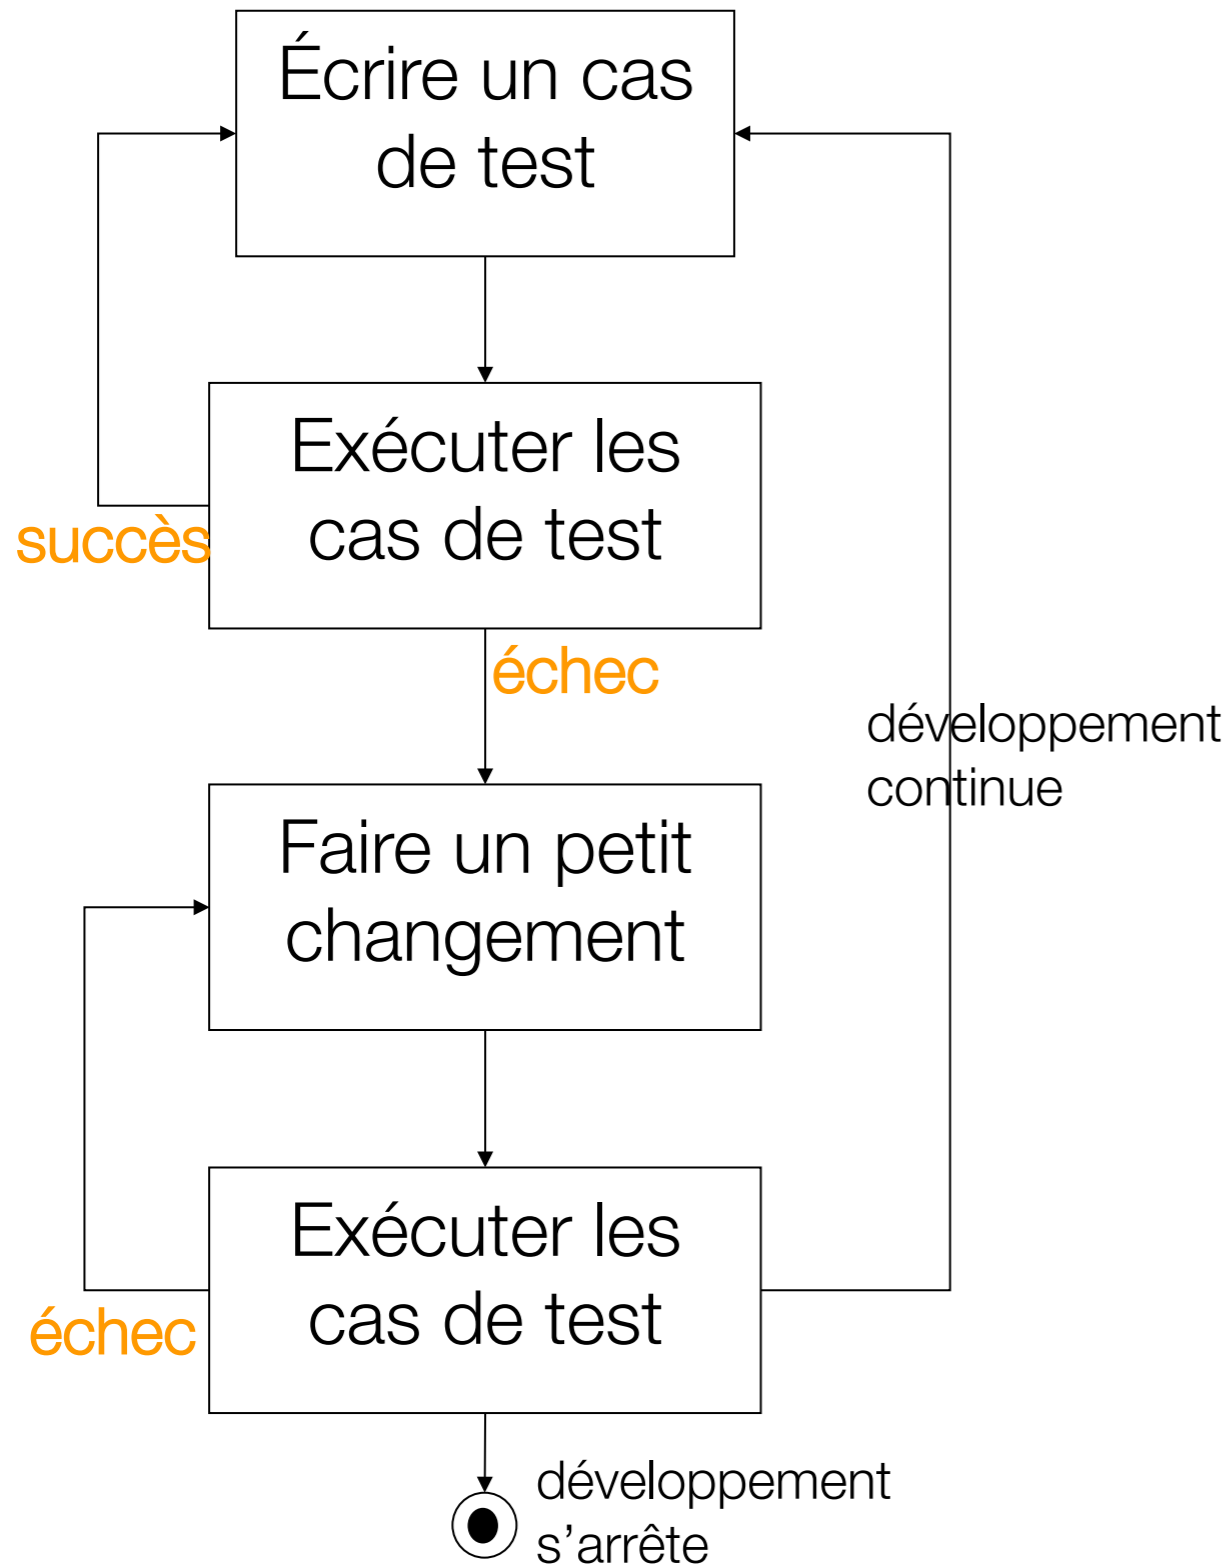 Écrire un cas
de test
Exécuter les
cas de test
succès
échec
développement
continue
Faire un petit
changement
Exécuter les
cas de test
échec
développement
s’arrête